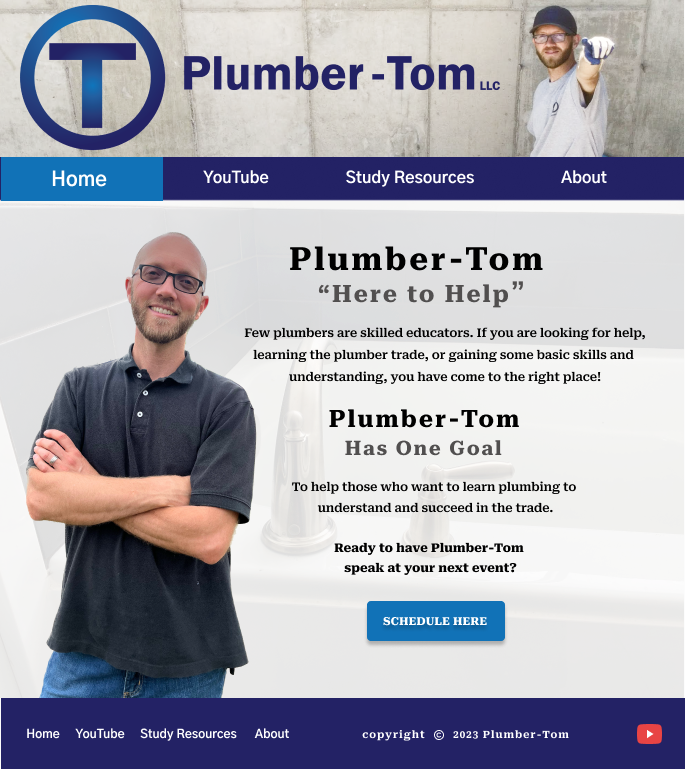 T
Plumber-Tom LLC
Home YouTube Study Resources About
Plumber-Tom
“Here to Help”
Few plumbers are skilled educators. If you are looking for help,
learning the plumber trade, or gaining some basic skills and
understanding, you have come to the right place!
Plumber-Tom
Has One Goal
To help those who want to learn plumbing to
understand and succeed in the trade.
Ready to have Plumber-Tom
speak at your next event?
SCHEDULE HERE
Home YouTube Study Resources About copyright © 2023 Plumber-Tom